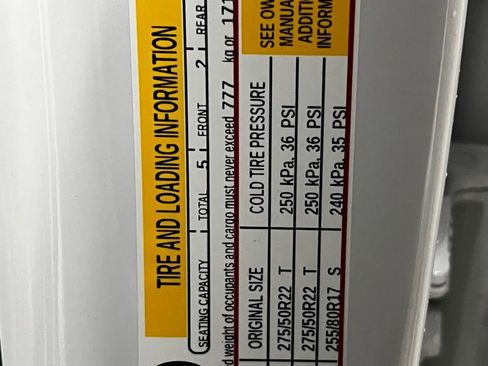 TIRE AND LOADING INFORMATION
SEATING CAPACITY TOTAL 5 FRONT 2 REAR
d weight of occupants and cargo must never exceed 777 kg or 171
ORIGINAL SIZE COLD TIRE PRESSURE
275/50R22 T 250 kPa, 36 PSI
275/50R22 T 250 kPa, 36 PSI
255/80R17 S 240 kPa, 35 PSI
SEE OW
MANUA
ADDITI
INFORM